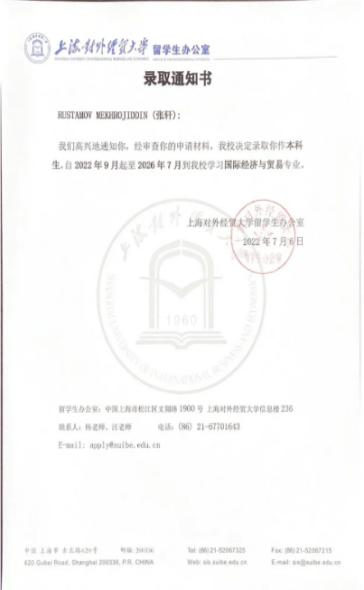 上海对外经贸大学 留学生办公室
录取通知书
RUSTAMOV MEKHROJIDDIN (张轩):
我们高兴地通知你，经审查你的申请材料，我校决定录取你作本科
生，自 2022 年 9 月起至 2026 年 7 月到我校学习国际经济与贸易专业。
上海对外经贸大学留学生办公室
2022 年 7 月 6 日
1960
留学生办公室：中国上海市松江区文翔路 1900 号 上海对外经贸大学信息楼 236
联系人：杨老师、汪老师 电话：(86) 21-67701643
E-mail: apply@suibe.edu.cn
中国 上海市 古北路620号 邮编: 200336 Tel: (86)21-52067325 Fax: (86)21-52067215
620 Gubei Road, Shanghai 200336, P.R. CHINA Web: sis.suibe.edu.cn E-mail: sis@suibe.edu.cn